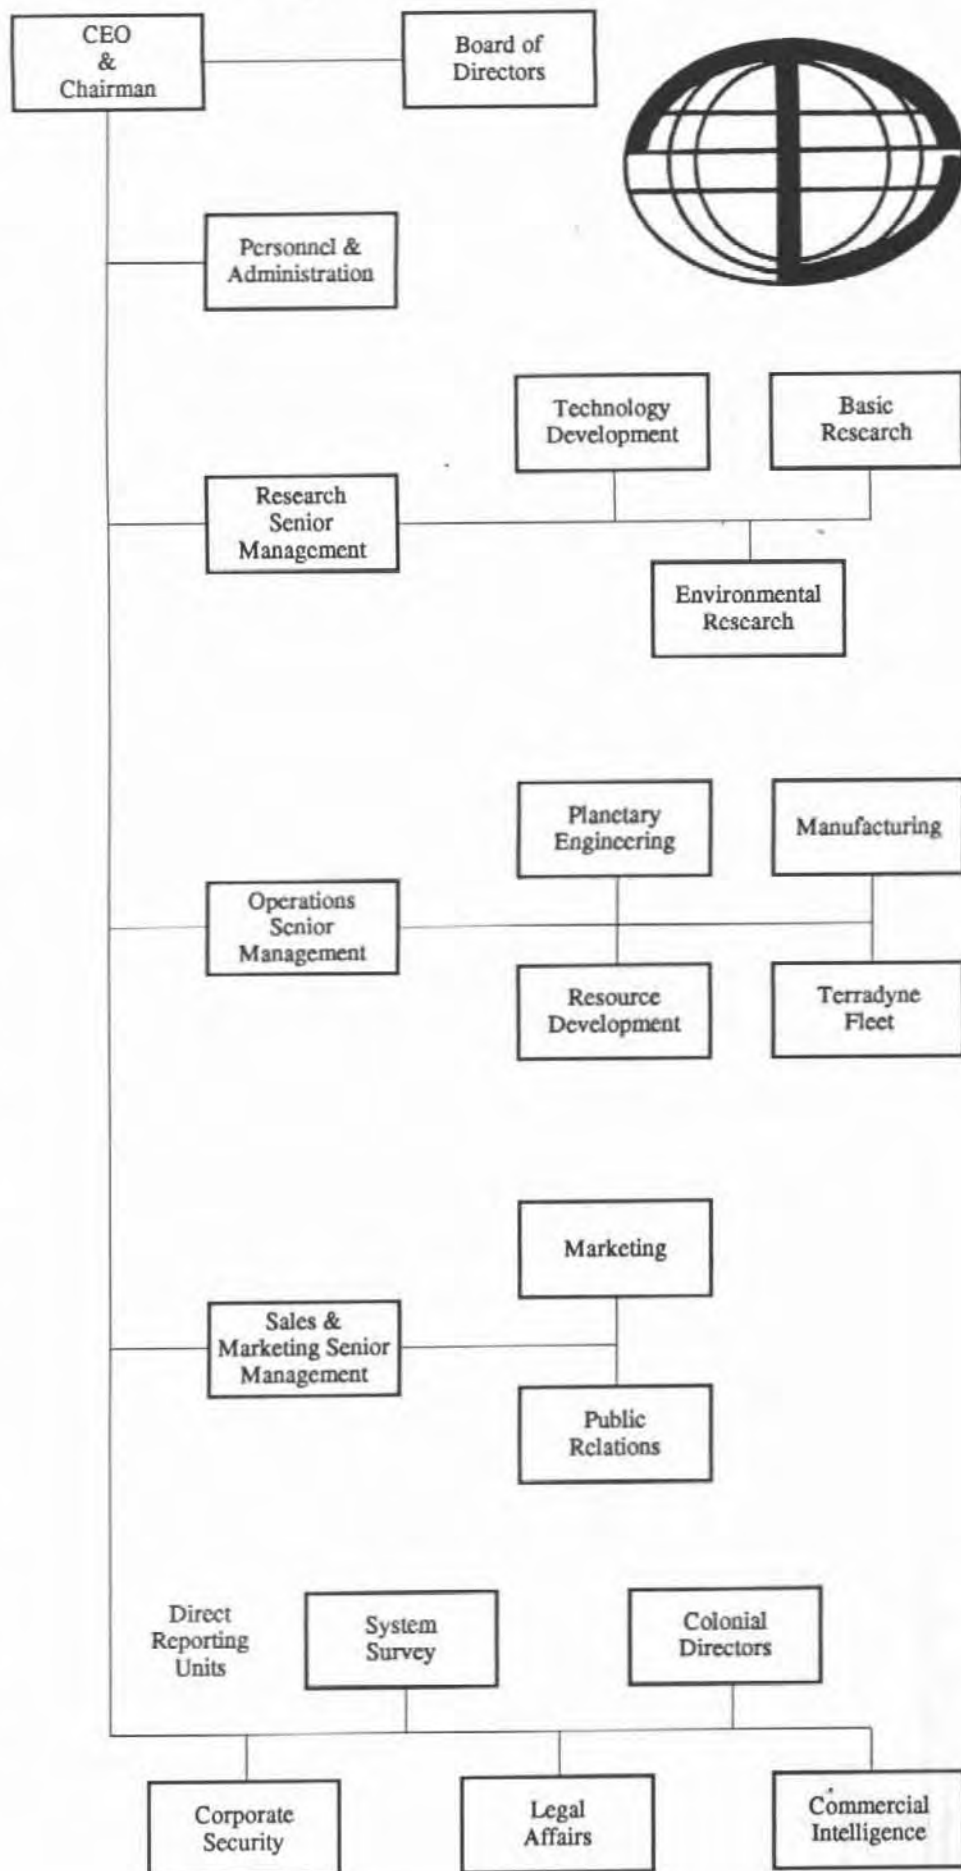 CEO
&
Chairman
Board of
Directors
Personnel &
Administration
Technology
Development
Basic
Research
Research
Senior
Management
Environmental
Research
Planetary
Engineering
Manufacturing
Operations
Senior
Management
Resource
Development
Terradyne
Fleet
Marketing
Sales &
Marketing Senior
Management
Public
Relations
Direct
Reporting
Units
System
Survey
Colonial
Directors
Corporate
Security
Legal
Affairs
Commercial
Intelligence